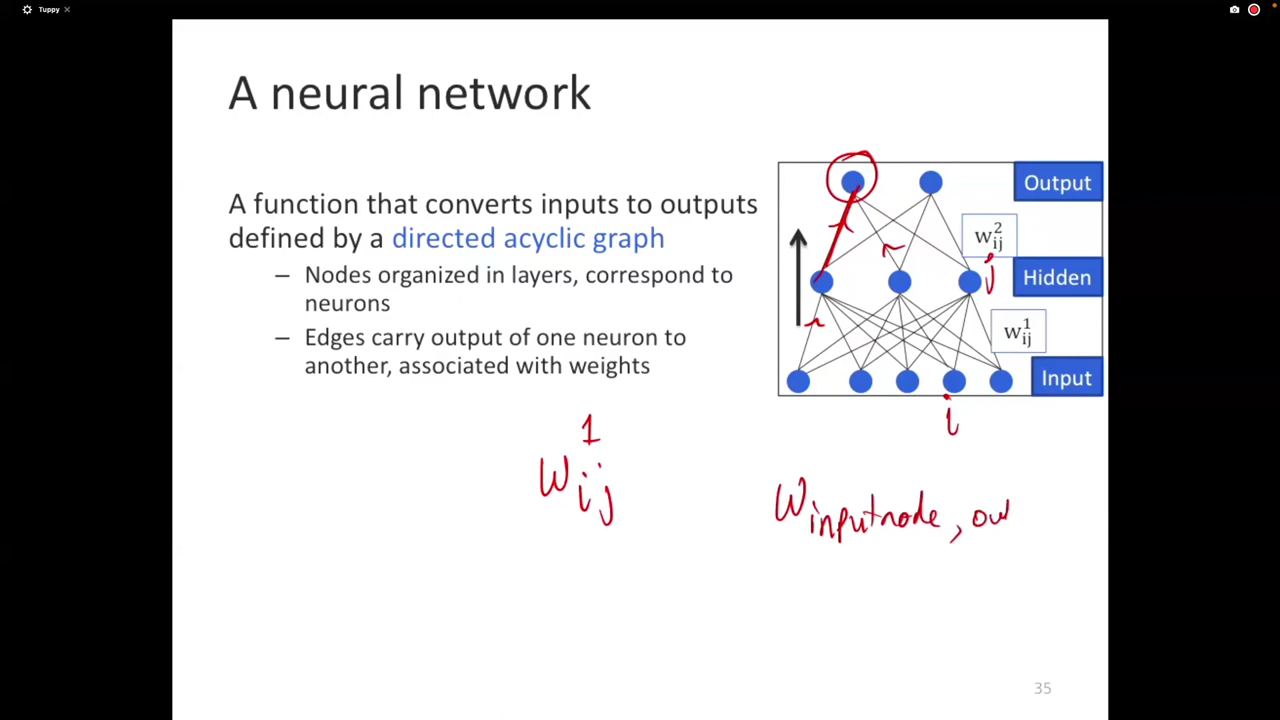 Tuppy
A neural network
A function that converts inputs to outputs
defined by a directed acyclic graph
– Nodes organized in layers, correspond to
neurons
– Edges carry output of one neuron to
another, associated with weights
Output
w²ᵢⱼ
j
Hidden
w¹ᵢⱼ
Input
i
W¹ᵢⱼ
W inputnode, ou
35